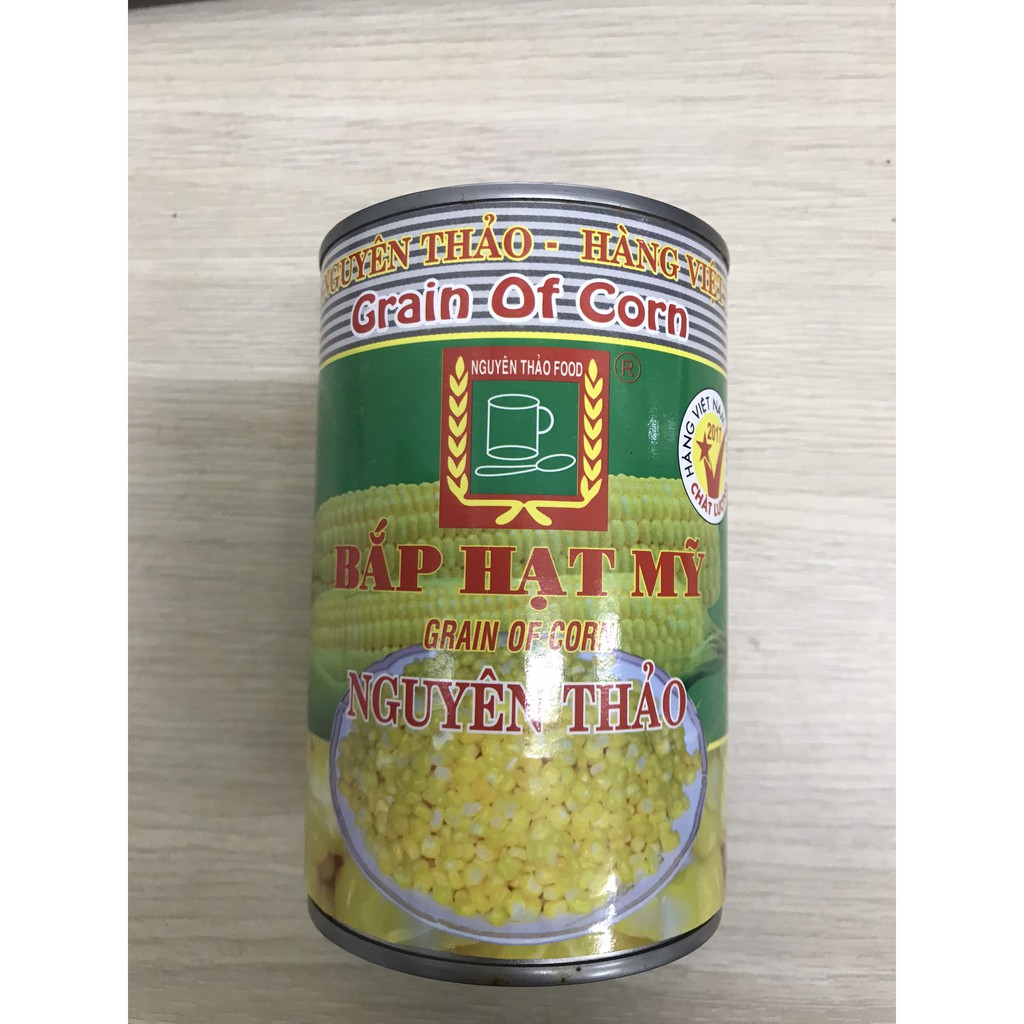 NGUYÊN THẢO - HÀNG VIỆT
Grain Of Corn
NGUYÊN THẢO FOOD
®
HÀNG VIỆT NAM
2017
CHẤT LƯỢ
BẮP HẠT MỸ
GRAIN OF CORN
NGUYÊN THẢO